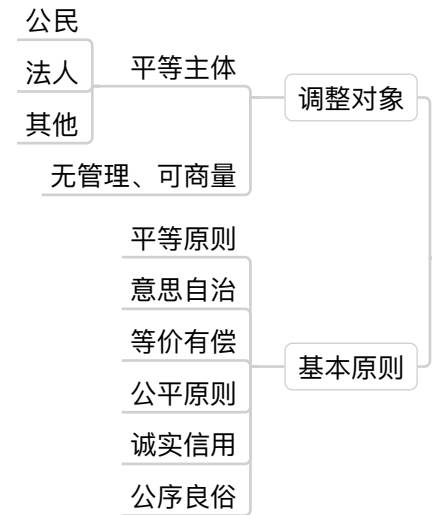 公民
法人
其他
平等主体
无管理、可商量
调整对象
平等原则
意思自治
等价有偿
公平原则
诚实信用
公序良俗
基本原则